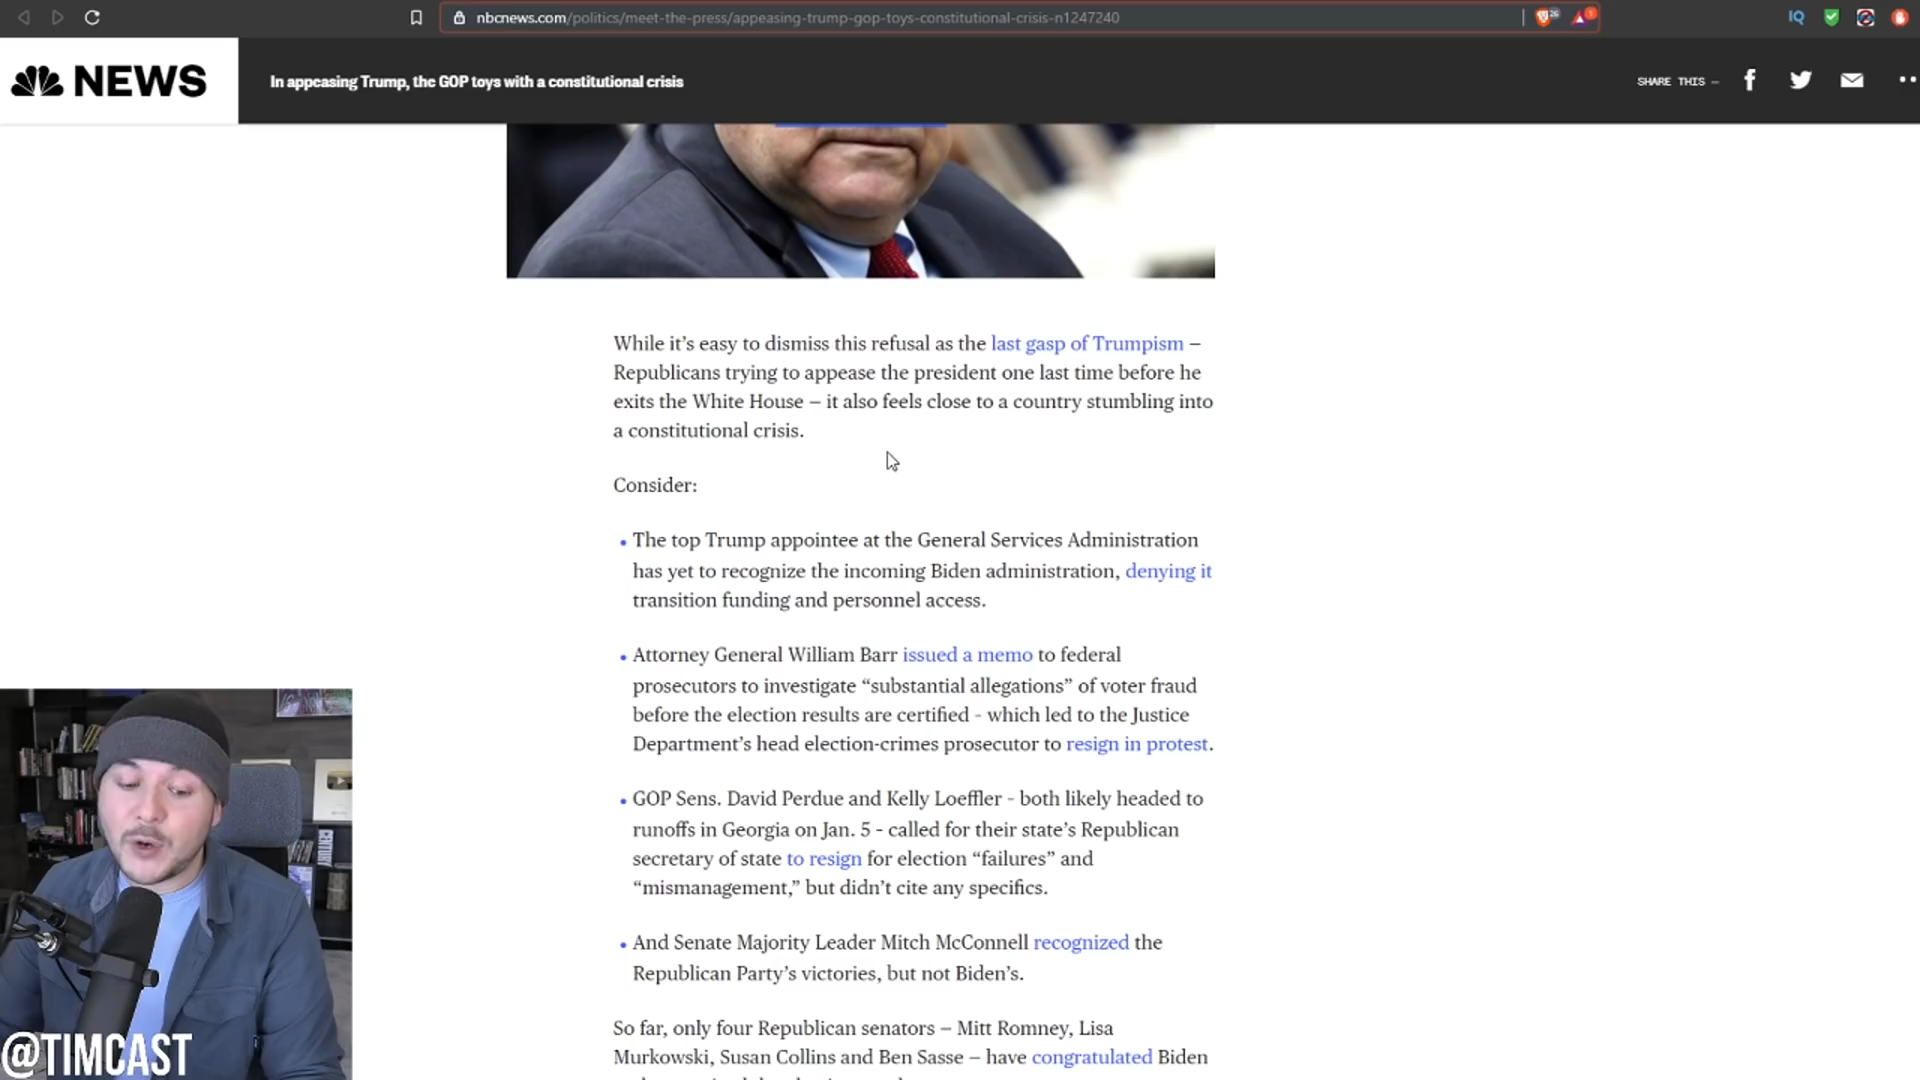 nbcnews.com/politics/meet-the-press/appeasing-trump-gop-toys-constitutional-crisis-n1247240
26
1
IQ
NEWS
In appeasing Trump, the GOP toys with a constitutional crisis
SHARE THIS —
While it’s easy to dismiss this refusal as the last gasp of Trumpism —
Republicans trying to appease the president one last time before he
exits the White House — it also feels close to a country stumbling into
a constitutional crisis.
Consider:
• The top Trump appointee at the General Services Administration
has yet to recognize the incoming Biden administration, denying it
transition funding and personnel access.
• Attorney General William Barr issued a memo to federal
prosecutors to investigate “substantial allegations” of voter fraud
before the election results are certified - which led to the Justice
Department’s head election-crimes prosecutor to resign in protest.
• GOP Sens. David Perdue and Kelly Loeffler - both likely headed to
runoffs in Georgia on Jan. 5 - called for their state’s Republican
secretary of state to resign for election “failures” and
“mismanagement,” but didn’t cite any specifics.
• And Senate Majority Leader Mitch McConnell recognized the
Republican Party’s victories, but not Biden’s.
So far, only four Republican senators — Mitt Romney, Lisa
Murkowski, Susan Collins and Ben Sasse — have congratulated Biden
@TIMCAST